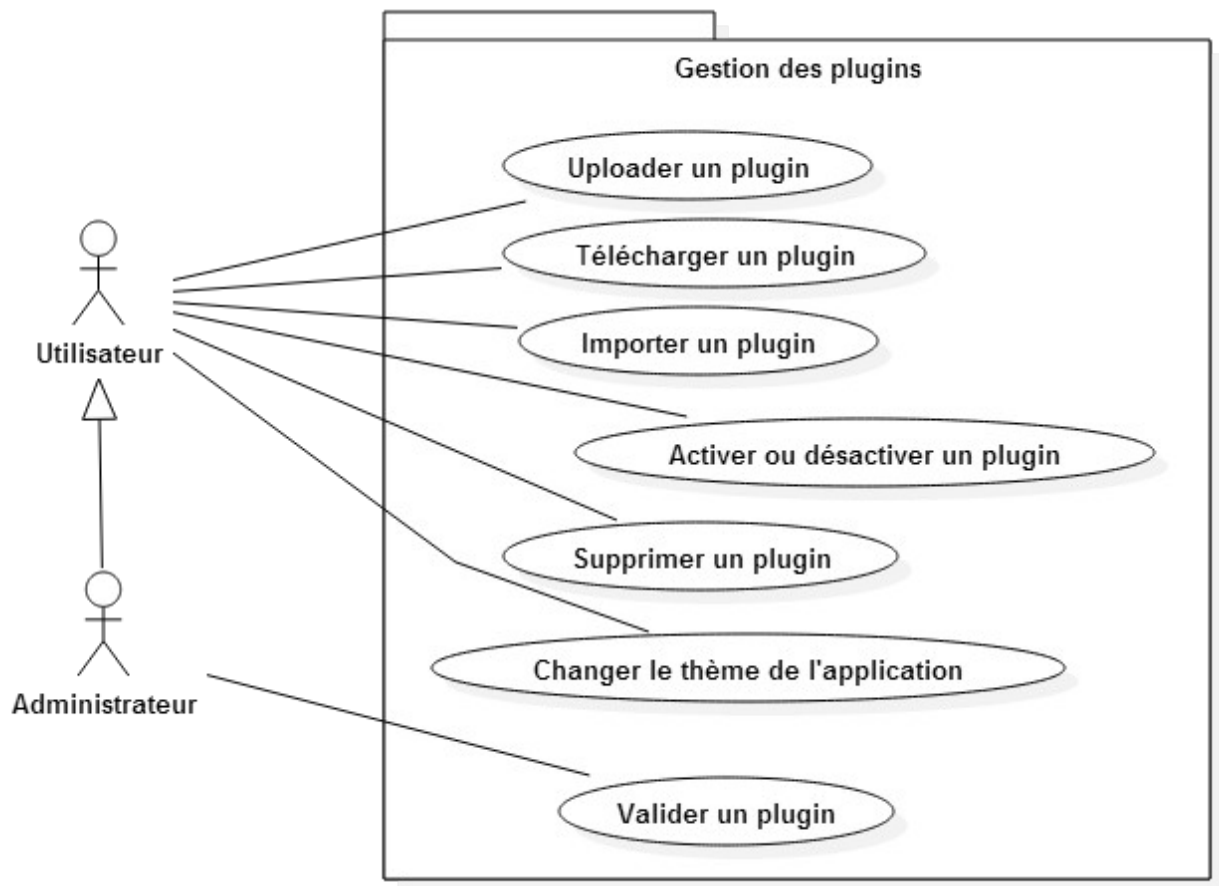 Gestion des plugins
Uploader un plugin
Télécharger un plugin
Importer un plugin
Utilisateur
Activer ou désactiver un plugin
Supprimer un plugin
Changer le thème de l'application
Administrateur
Valider un plugin